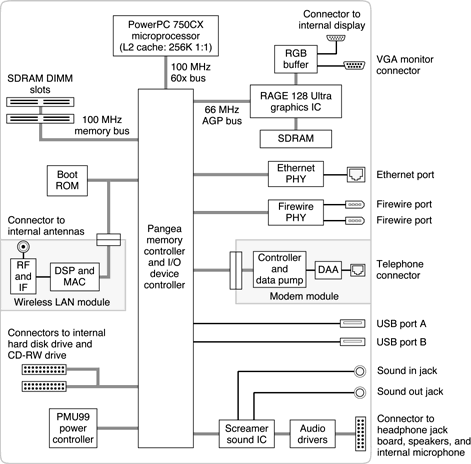 PowerPC 750CX
microprocessor
(L2 cache: 256K 1:1)
Connector to
internal display
RGB
buffer
VGA monitor
connector
100 MHz
60x bus
SDRAM DIMM
slots
100 MHz
memory bus
66 MHz
AGP bus
RAGE 128 Ultra
graphics IC
SDRAM
Boot
ROM
Ethernet
PHY
Ethernet port
Firewire
PHY
Firewire port
Firewire port
Pangea
memory
controller
and I/O
device
controller
Connector to
internal antennas
RF
and
IF
DSP and
MAC
Wireless LAN module
Controller
and
data pump
DAA
Modem module
Telephone
connector
USB port A
USB port B
Connectors to internal
hard disk drive and
CD-RW drive
Sound in jack
Sound out jack
PMU99
power
controller
Screamer
sound IC
Audio
drivers
Connector to
headphone jack
board, speakers, and
internal microphone